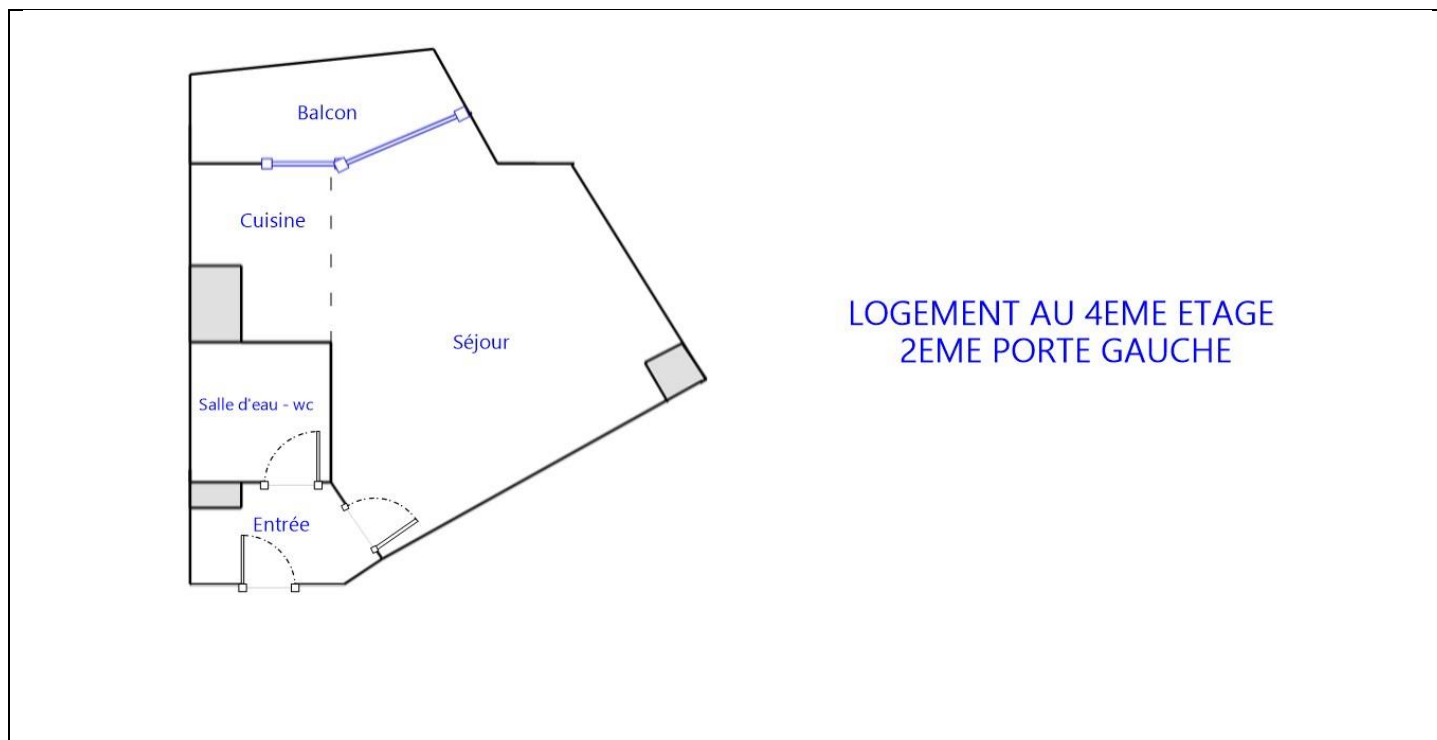 Balcon
Cuisine
Séjour
Salle d'eau - wc
Entrée
LOGEMENT AU 4EME ETAGE
2EME PORTE GAUCHE